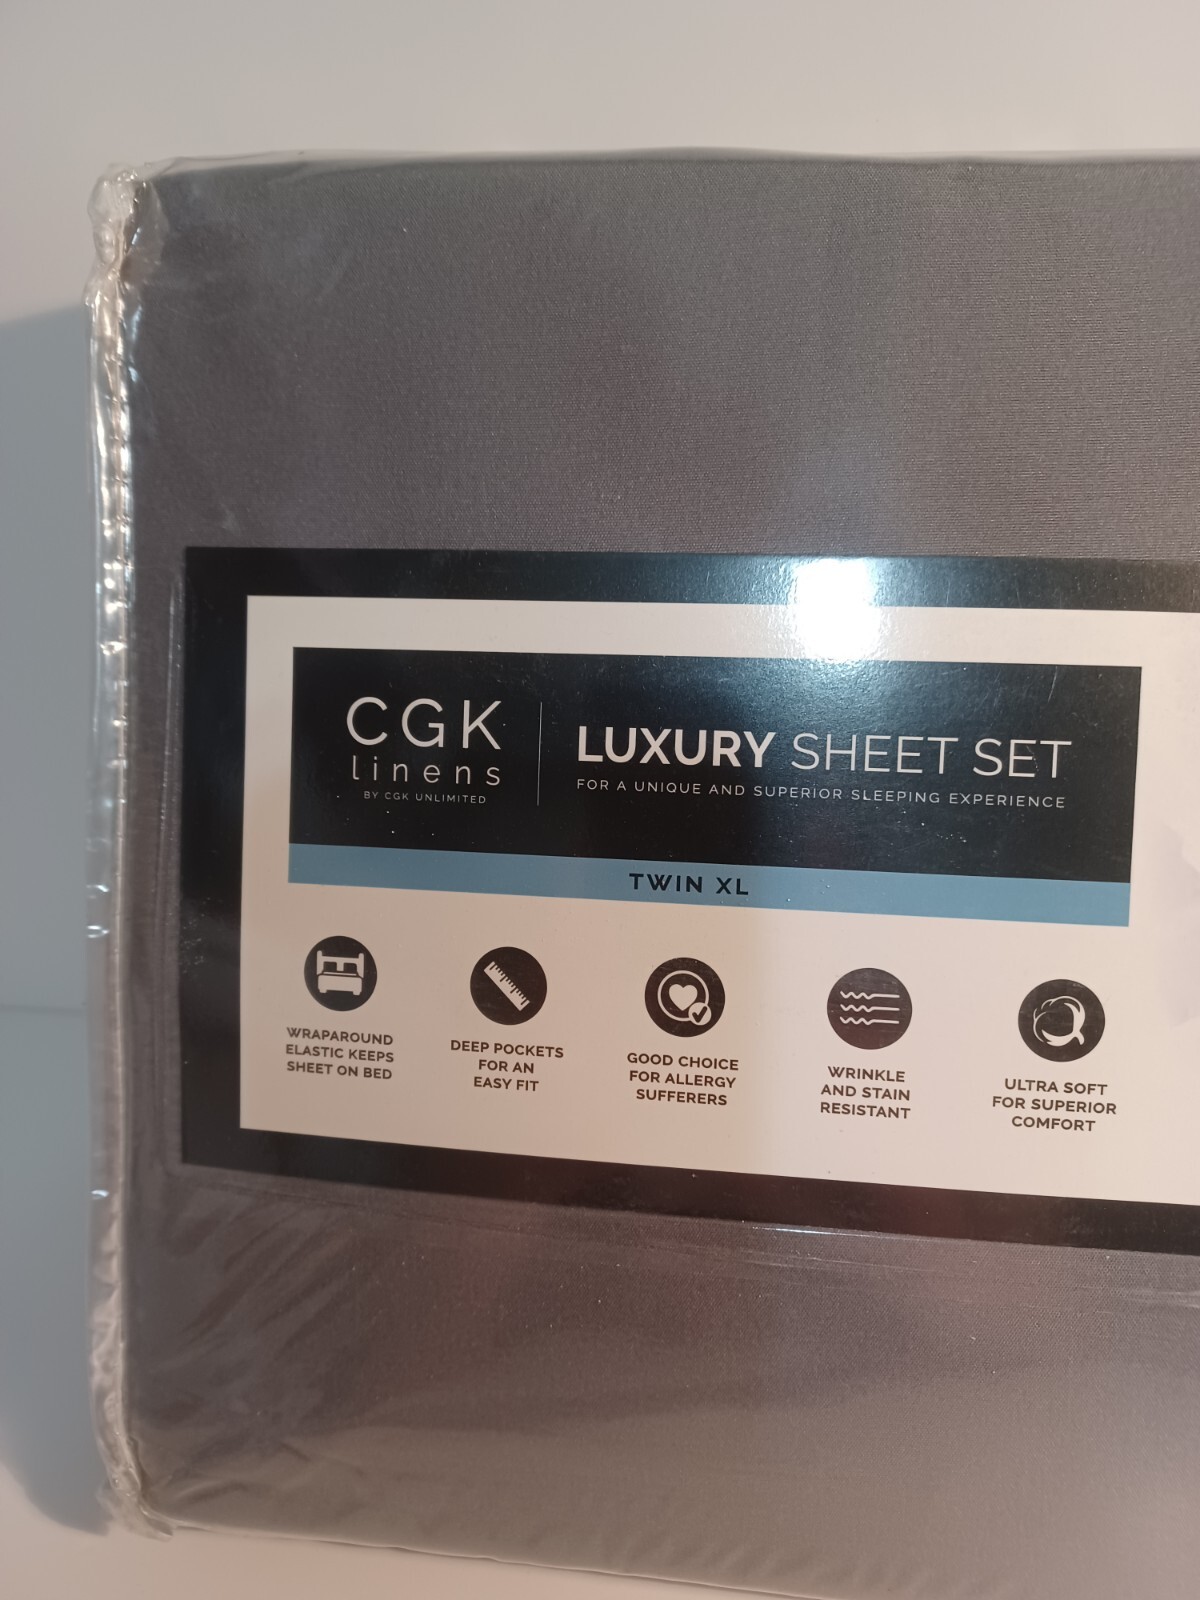 CGK
linens
BY CGK UNLIMITED
LUXURY SHEET SET
FOR A UNIQUE AND SUPERIOR SLEEPING EXPERIENCE
TWIN XL
WRAPAROUND
ELASTIC KEEPS
SHEET ON BED
DEEP POCKETS
FOR AN
EASY FIT
GOOD CHOICE
FOR ALLERGY
SUFFERERS
WRINKLE
AND STAIN
RESISTANT
ULTRA SOFT
FOR SUPERIOR
COMFORT